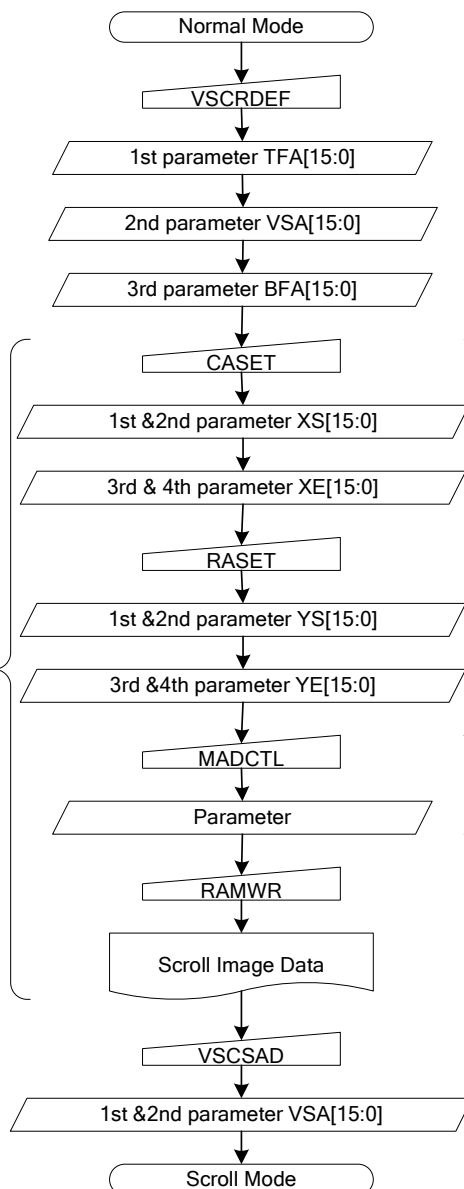 Normal Mode
VSCRDEF
1st parameter TFA[15:0]
2nd parameter VSA[15:0]
3rd parameter BFA[15:0]
CASET
1st &2nd parameter XS[15:0]
3rd & 4th parameter XE[15:0]
RASET
1st &2nd parameter YS[15:0]
3rd &4th parameter YE[15:0]
MADCTL
Parameter
RAMWR
Scroll Image Data
VSCSAD
1st &2nd parameter VSA[15:0]
Scroll Mode